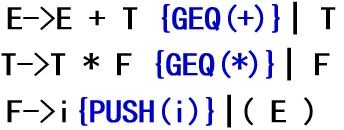 E->E + T {GEQ(+)}| T
T->T * F {GEQ(*)}| F
F->i{PUSH(i)}|( E )